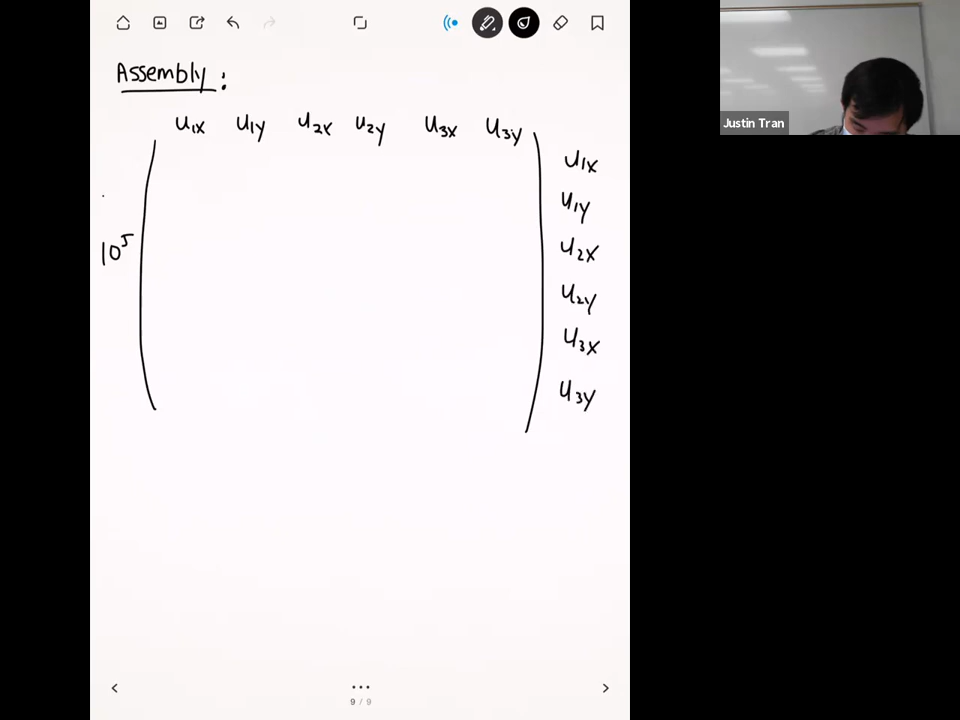 Assembly:
u1x u1y u2x u2y u3x u3y
u1x
u1y
10^5 u2x
u2y
u3x
u3y
9 / 9
Justin Tran